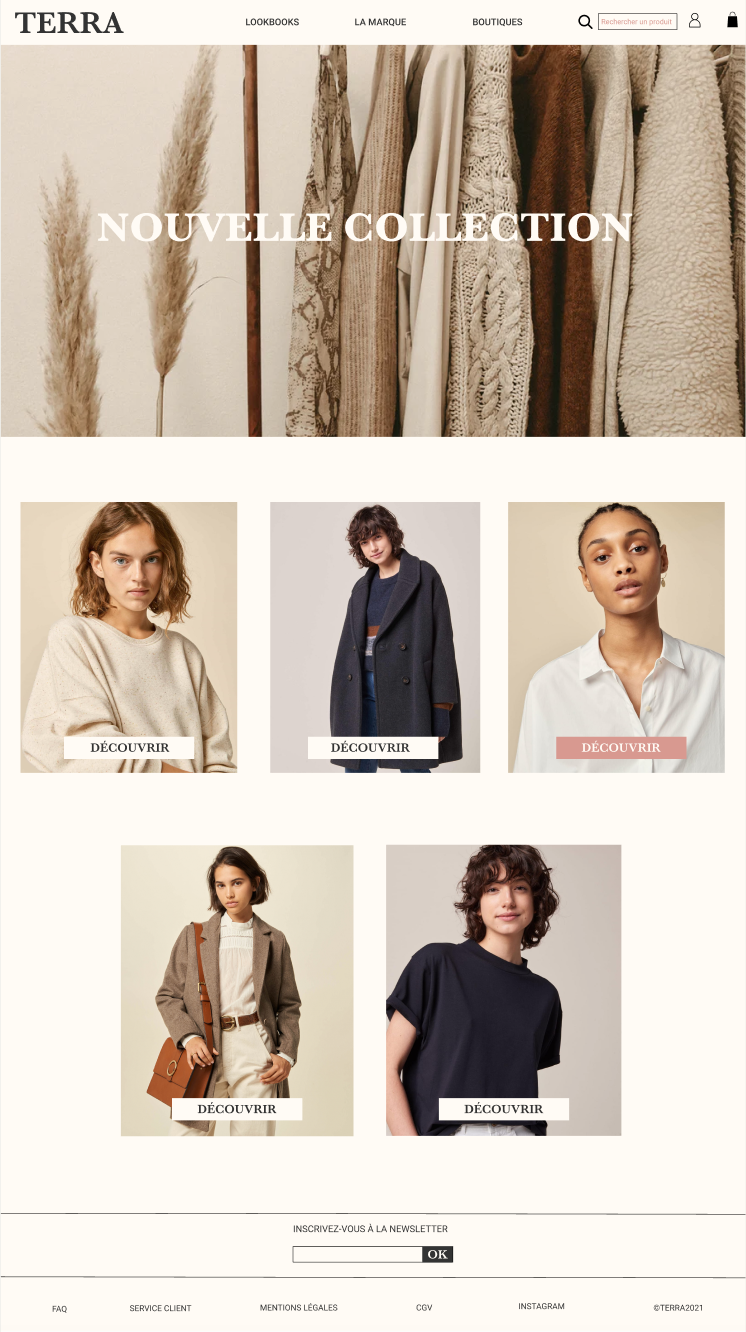 TERRA
LOOKBOOKS
LA MARQUE
BOUTIQUES
Rechercher un produit
NOUVELLE COLLECTION
DÉCOUVRIR
DÉCOUVRIR
DÉCOUVRIR
DÉCOUVRIR
DÉCOUVRIR
INSCRIVEZ-VOUS À LA NEWSLETTER
OK
FAQ
SERVICE CLIENT
MENTIONS LÉGALES
CGV
INSTAGRAM
©TERRA2021